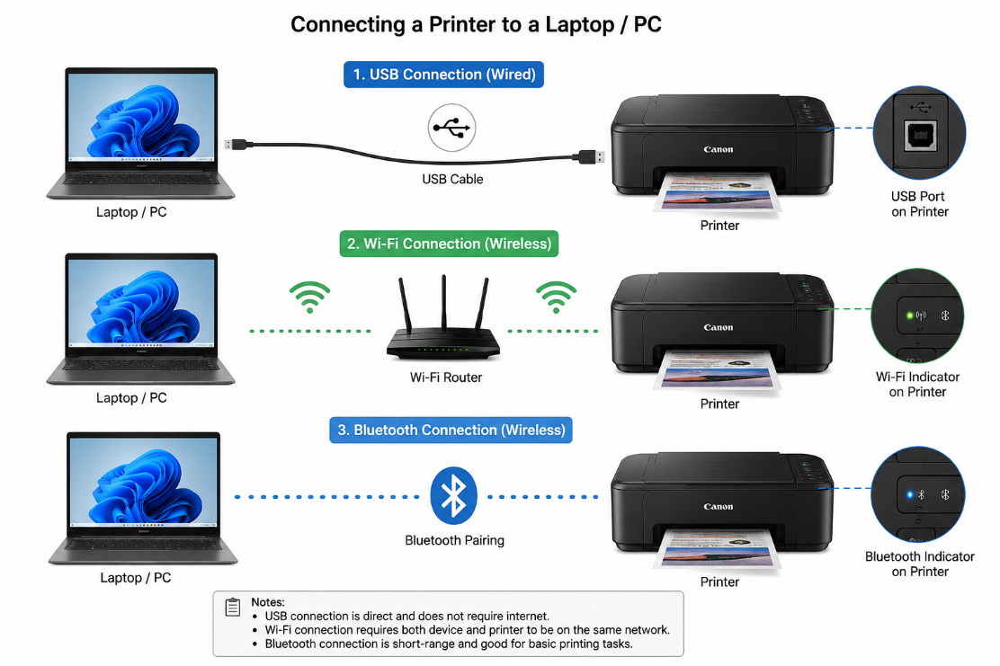 Connecting a Printer to a Laptop / PC
1. USB Connection (Wired)
USB Cable
Laptop / PC
Canon
Printer
USB Port
on Printer
2. Wi-Fi Connection (Wireless)
Wi-Fi Router
Laptop / PC
Canon
Printer
Wi-Fi Indicator
on Printer
3. Bluetooth Connection (Wireless)
Bluetooth Pairing
Laptop / PC
Canon
Printer
Bluetooth Indicator
on Printer
Notes:
• USB connection is direct and does not require internet.
• Wi-Fi connection requires both device and printer to be on the same network.
• Bluetooth connection is short-range and good for basic printing tasks.